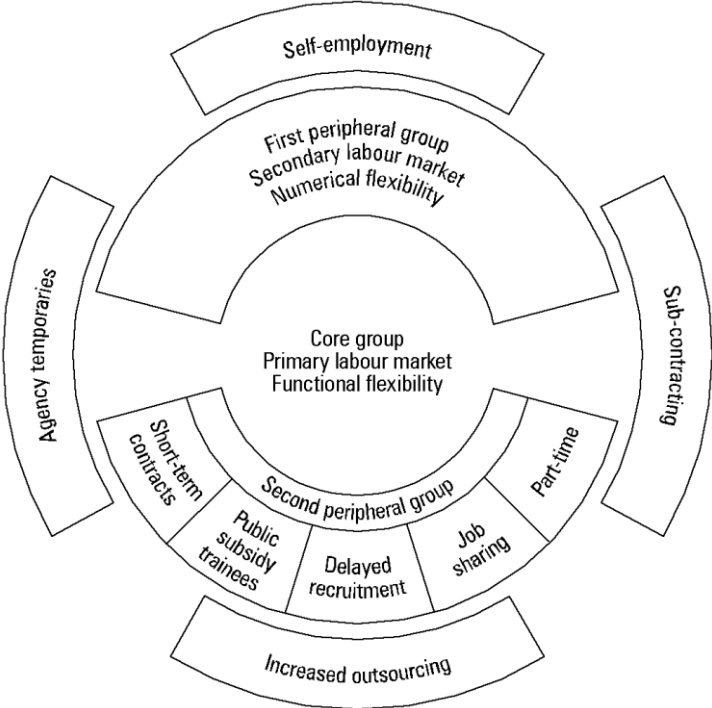 Self-employment
First peripheral group
Secondary labour market
Numerical flexibility
Agency temporaries
Sub-contracting
Core group
Primary labour market
Functional flexibility
Second peripheral group
Short-term
contracts
Public
subsidy
trainees
Delayed
recruitment
Job
sharing
Part-time
Increased outsourcing